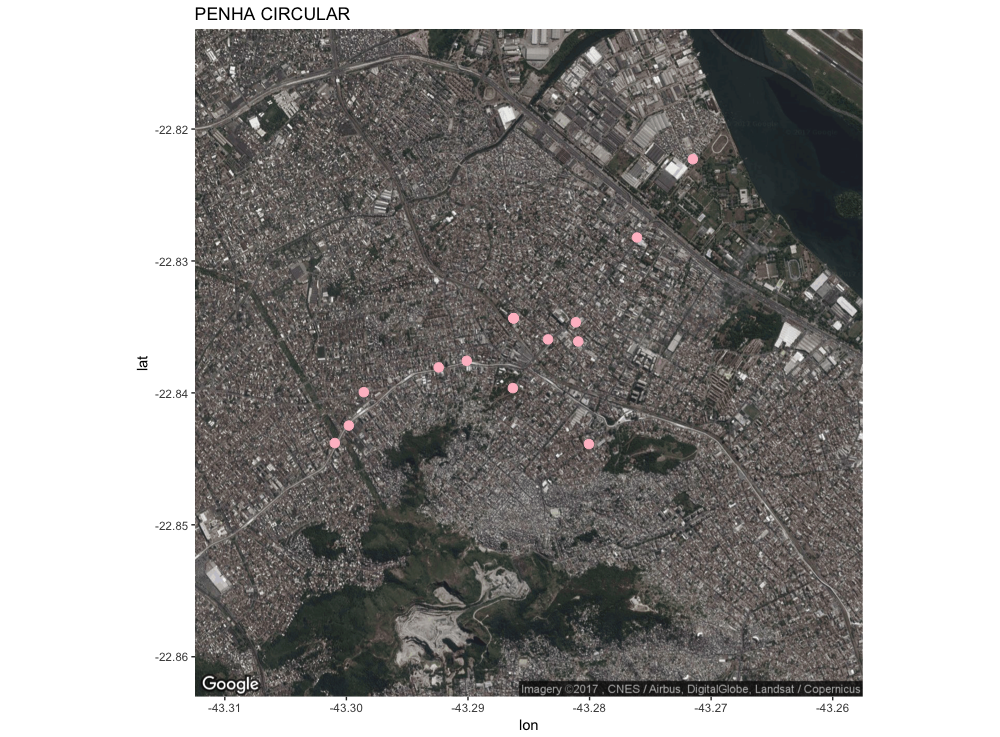 PENHA CIRCULAR
lat
-22.82
-22.83
-22.84
-22.85
-22.86
Google
Imagery ©2017 , CNES / Airbus, DigitalGlobe, Landsat / Copernicus
-43.31
-43.30
-43.29
-43.28
-43.27
-43.26
lon